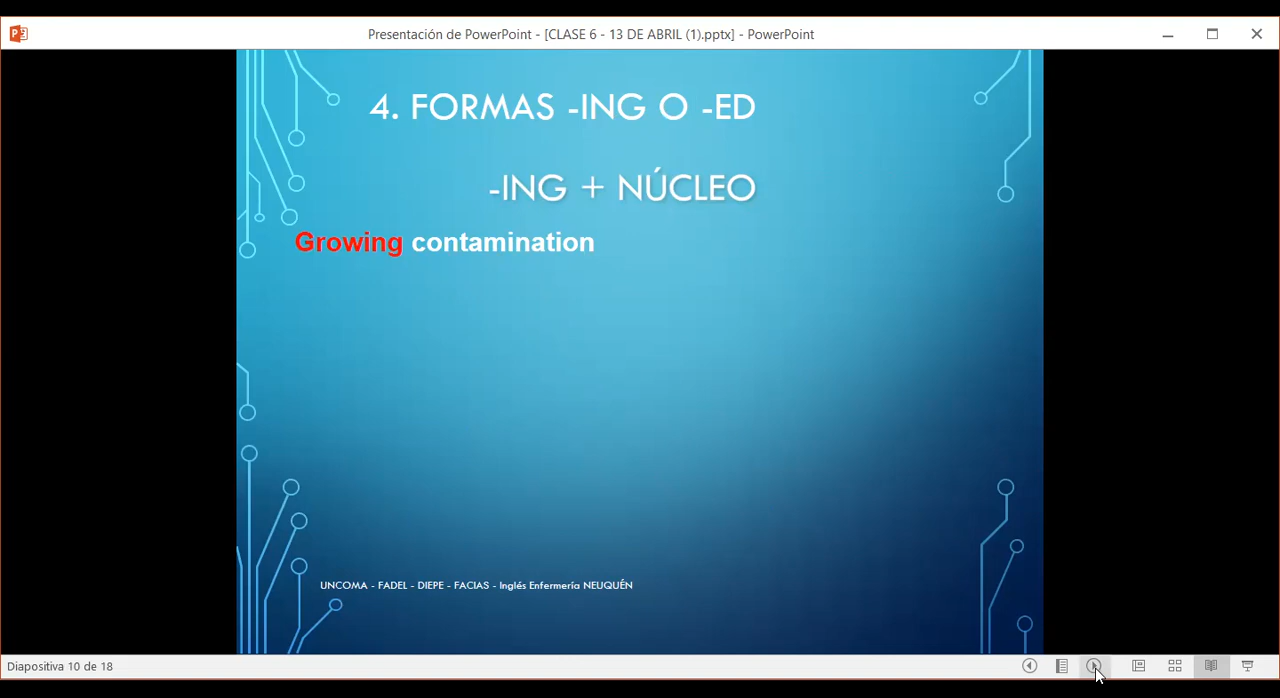 Presentación de PowerPoint - [CLASE 6 - 13 DE ABRIL (1).pptx] - PowerPoint
4. FORMAS -ING O -ED
-ING + NÚCLEO
Growing contamination
UNCOMA - FADEL - DIEPE - FACIAS - Inglés Enfermería NEUQUÉN
Diapositiva 10 de 18